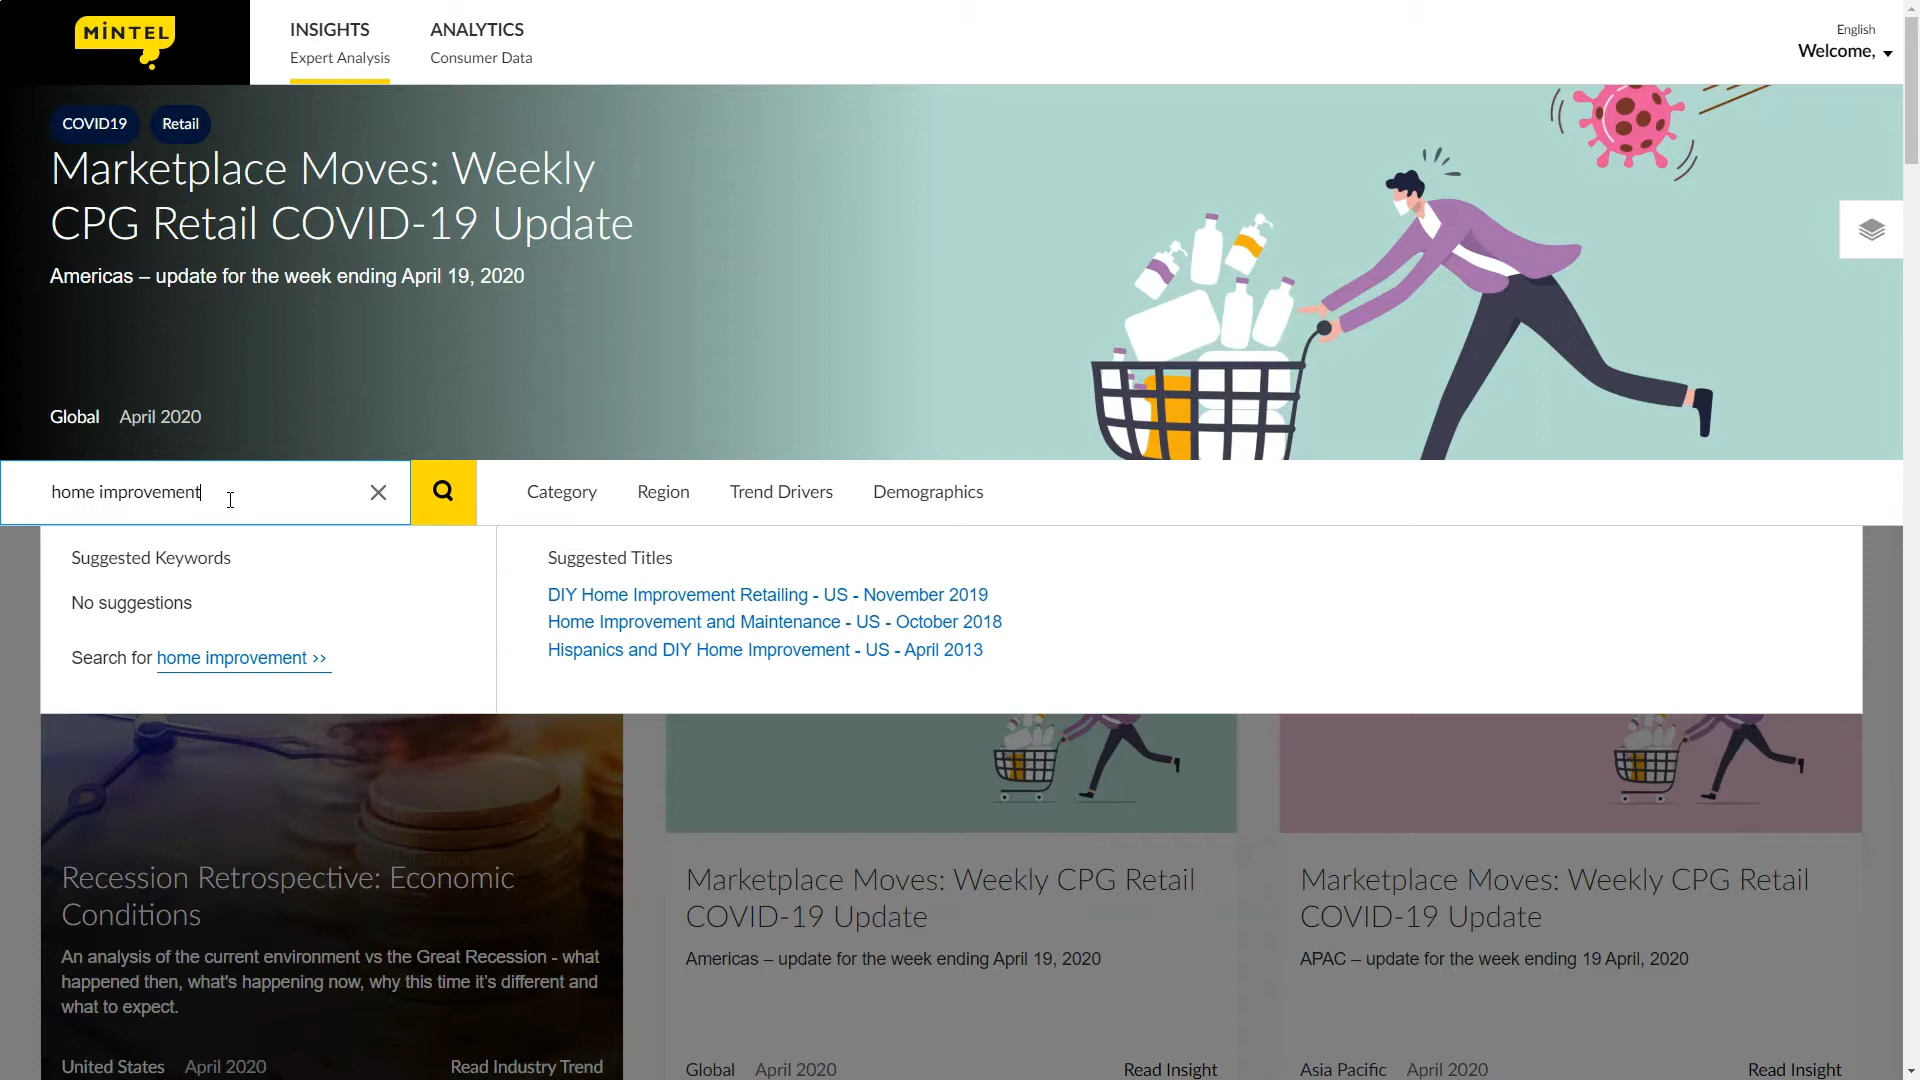 MiNTEL
INSIGHTS
Expert Analysis
ANALYTICS
Consumer Data
English
Welcome,
COVID19
Retail
Marketplace Moves: Weekly
CPG Retail COVID-19 Update
Americas – update for the week ending April 19, 2020
Global April 2020
home improvement
Category
Region
Trend Drivers
Demographics
Suggested Keywords
No suggestions
Search for home improvement >>
Suggested Titles
DIY Home Improvement Retailing - US - November 2019
Home Improvement and Maintenance - US - October 2018
Hispanics and DIY Home Improvement - US - April 2013
Recession Retrospective: Economic
Conditions
An analysis of the current environment vs the Great Recession - what
happened then, what's happening now, why this time it's different and
what to expect.
United States April 2020 Read Industry Trend
Marketplace Moves: Weekly CPG Retail
COVID-19 Update
Americas – update for the week ending April 19, 2020
Global April 2020 Read Insight
Marketplace Moves: Weekly CPG Retail
COVID-19 Update
APAC – update for the week ending 19 April, 2020
Asia Pacific April 2020 Read Insight